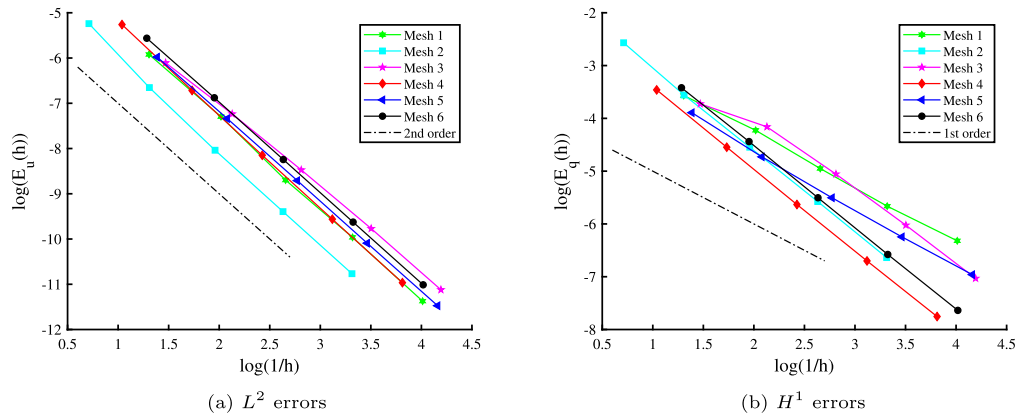 -5
-6
-7
-8
-9
-10
-11
-12
0.5 1 1.5 2 2.5 3 3.5 4 4.5
log(1/h)
log(E_u(h))
Mesh 1
Mesh 2
Mesh 3
Mesh 4
Mesh 5
Mesh 6
2nd order
(a) L² errors
-2
-3
-4
-5
-6
-7
-8
0.5 1 1.5 2 2.5 3 3.5 4 4.5
log(1/h)
log(E_q(h))
Mesh 1
Mesh 2
Mesh 3
Mesh 4
Mesh 5
Mesh 6
1st order
(b) H¹ errors